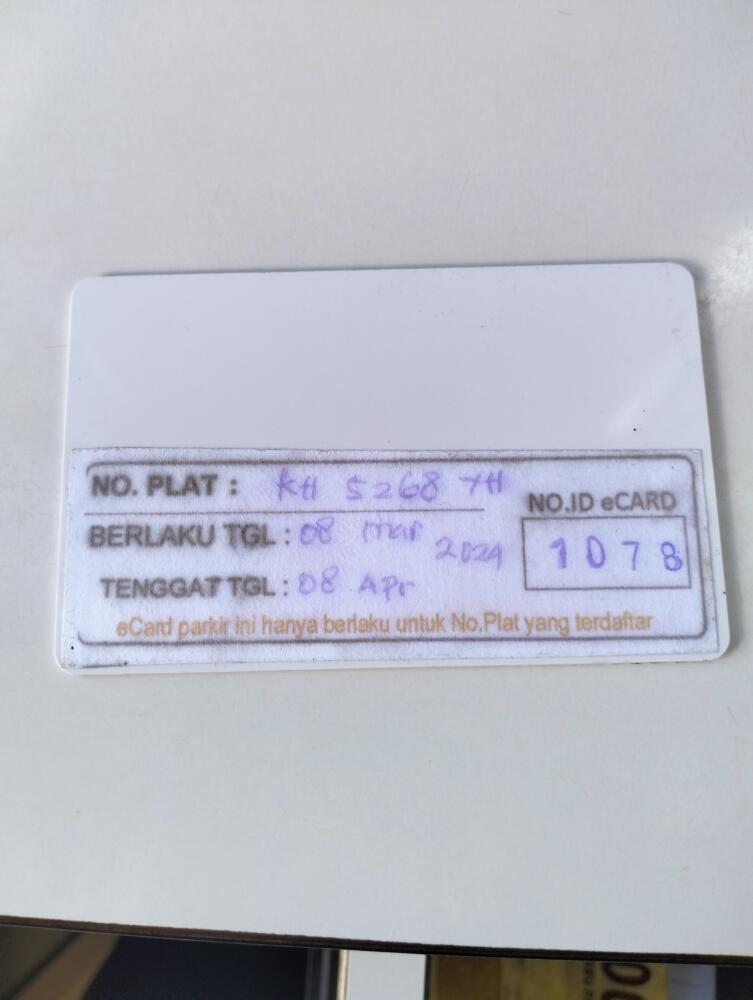 NO. PLAT : KH 5268 TH
NO.ID eCARD
BERLAKU TGL : 08 Mar
2024
1078
TENGGAT TGL : 08 Apr
eCard parkir ini hanya berlaku untuk No.Plat yang terdaftar